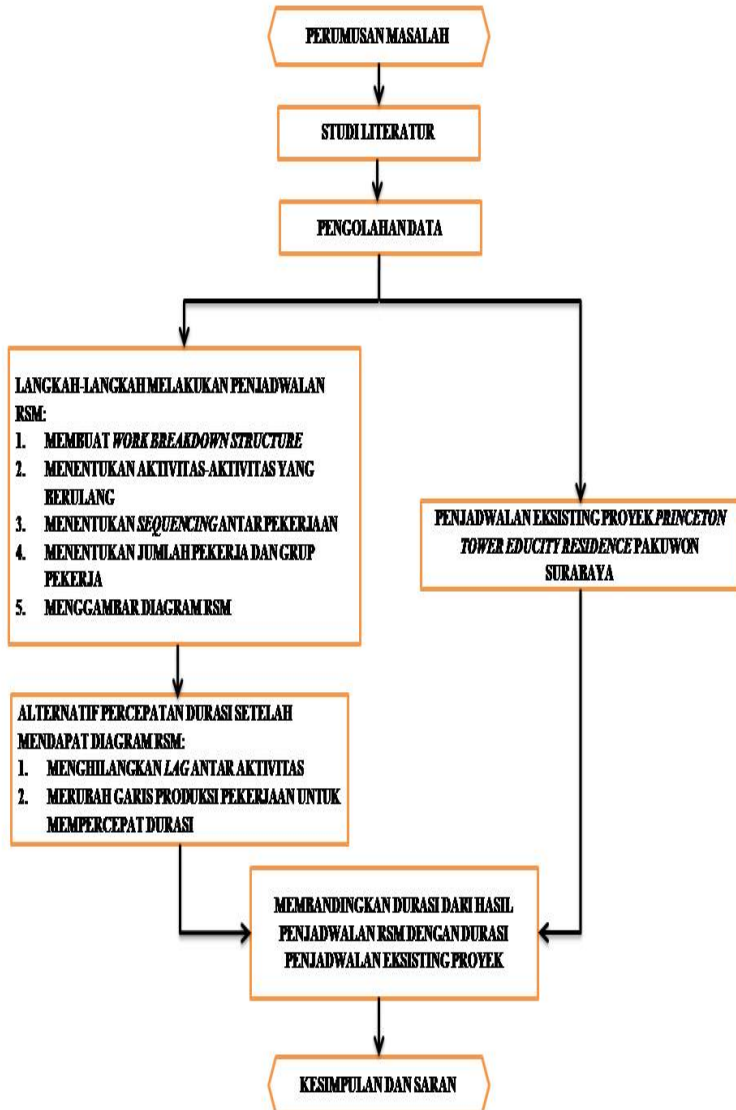 PERUMUSAN MASALAH
STUDI LITERATUR
PENGOLAHAN DATA
LANGKAH-LANGKAH MELAKUKAN PENJADWALAN
RSM:
1. MEMBUAT WORK BREAKDOWN STRUCTURE
2. MENENTUKAN AKTIVITAS-AKTIVITAS YANG
BERULANG
3. MENENTUKAN SEQUENCING ANTAR PEKERJAAN
4. MENENTUKAN JUMLAH PEKERJA DAN GRUP
PEKERJA
5. MENGGAMBAR DIAGRAM RSM
PENJADWALAN EKSISTING PROYEK PRINCETON
TOWER EDUCITY RESIDENCE PAKUWON
SURABAYA
ALTERNATIF PERCEPATAN DURASI SETELAH
MENDAPAT DIAGRAM RSM:
1. MENGHILANGKAN LAG ANTAR AKTIVITAS
2. MERUBAH GARIS PRODUKSI PEKERJAAN UNTUK
MEMPERCEPAT DURASI
MEMBANDINGKAN DURASI DARI HASIL
PENJADWALAN RSM DENGAN DURASI
PENJADWALAN EKSISTING PROYEK
KESIMPULAN DAN SARAN